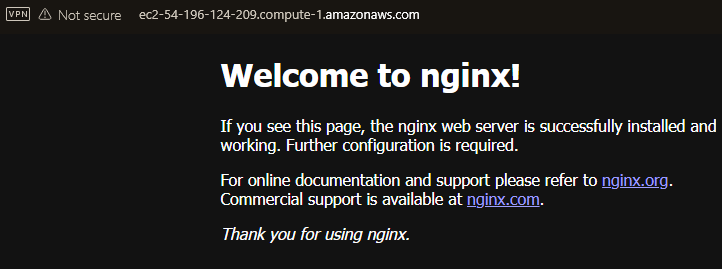 VPN Not secure ec2-54-196-124-209.compute-1.amazonaws.com
Welcome to nginx!
If you see this page, the nginx web server is successfully installed and
working. Further configuration is required.
For online documentation and support please refer to nginx.org.
Commercial support is available at nginx.com.
Thank you for using nginx.